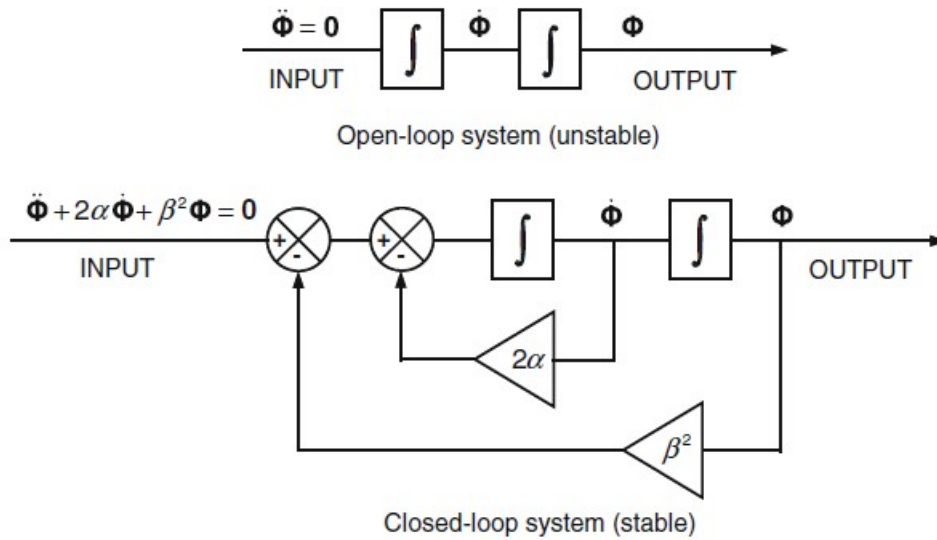 Φ̈ = 0 ∫ Φ̇ ∫ Φ
INPUT OUTPUT
Open-loop system (unstable)
Φ̈ + 2αΦ̇ + β²Φ = 0 + - + - ∫ Φ̇ ∫ Φ
INPUT OUTPUT
2α
β²
Closed-loop system (stable)